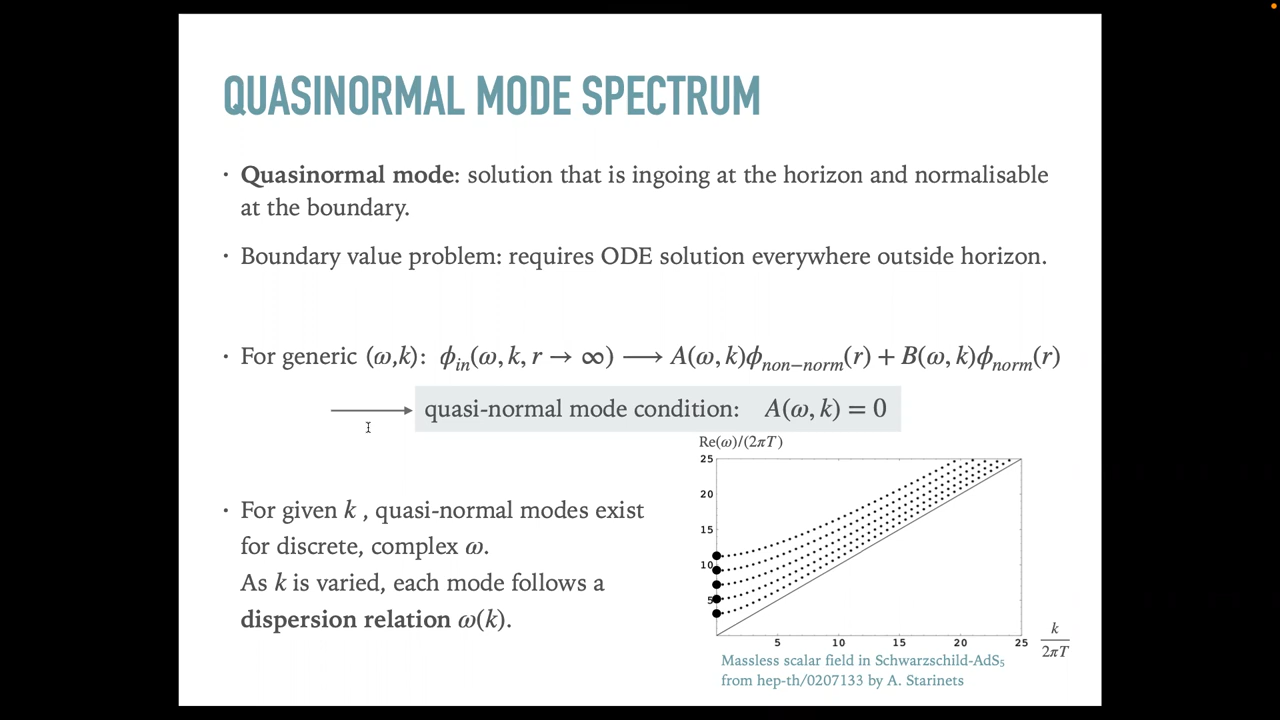 QUASINORMAL MODE SPECTRUM
· Quasinormal mode: solution that is ingoing at the horizon and normalisable
at the boundary.
· Boundary value problem: requires ODE solution everywhere outside horizon.
· For generic (ω,k): ϕ_in(ω, k, r → ∞) ⟶ A(ω, k)ϕ_non−norm(r) + B(ω, k)ϕ_norm(r)
quasi-normal mode condition: A(ω, k) = 0
Re(ω)/(2πT)
25
20
15
10
5
5 10 15 20 25
k/2πT
· For given k , quasi-normal modes exist
for discrete, complex ω.
As k is varied, each mode follows a
dispersion relation ω(k).
Massless scalar field in Schwarzschild-AdS₅
from hep-th/0207133 by A. Starinets